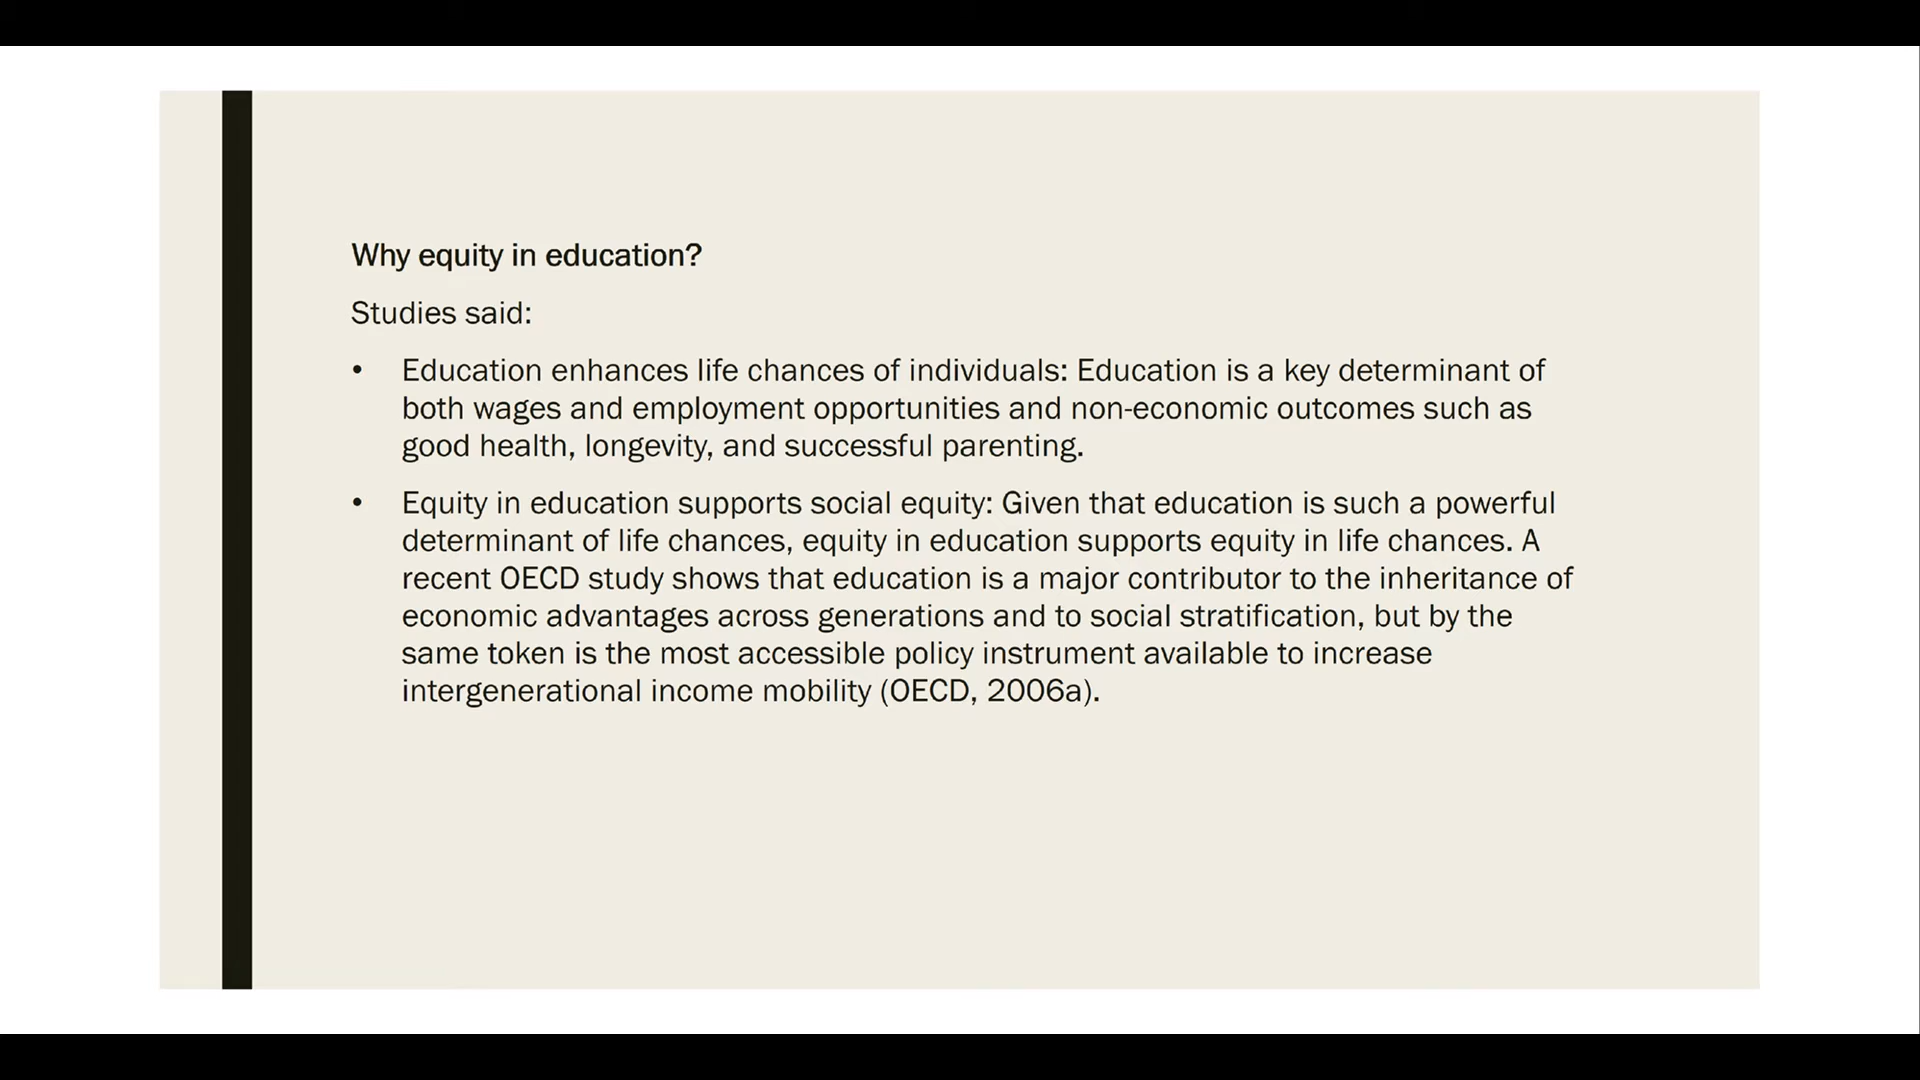 Why equity in education?
Studies said:
• Education enhances life chances of individuals: Education is a key determinant of
both wages and employment opportunities and non-economic outcomes such as
good health, longevity, and successful parenting.
• Equity in education supports social equity: Given that education is such a powerful
determinant of life chances, equity in education supports equity in life chances. A
recent OECD study shows that education is a major contributor to the inheritance of
economic advantages across generations and to social stratification, but by the
same token is the most accessible policy instrument available to increase
intergenerational income mobility (OECD, 2006a).